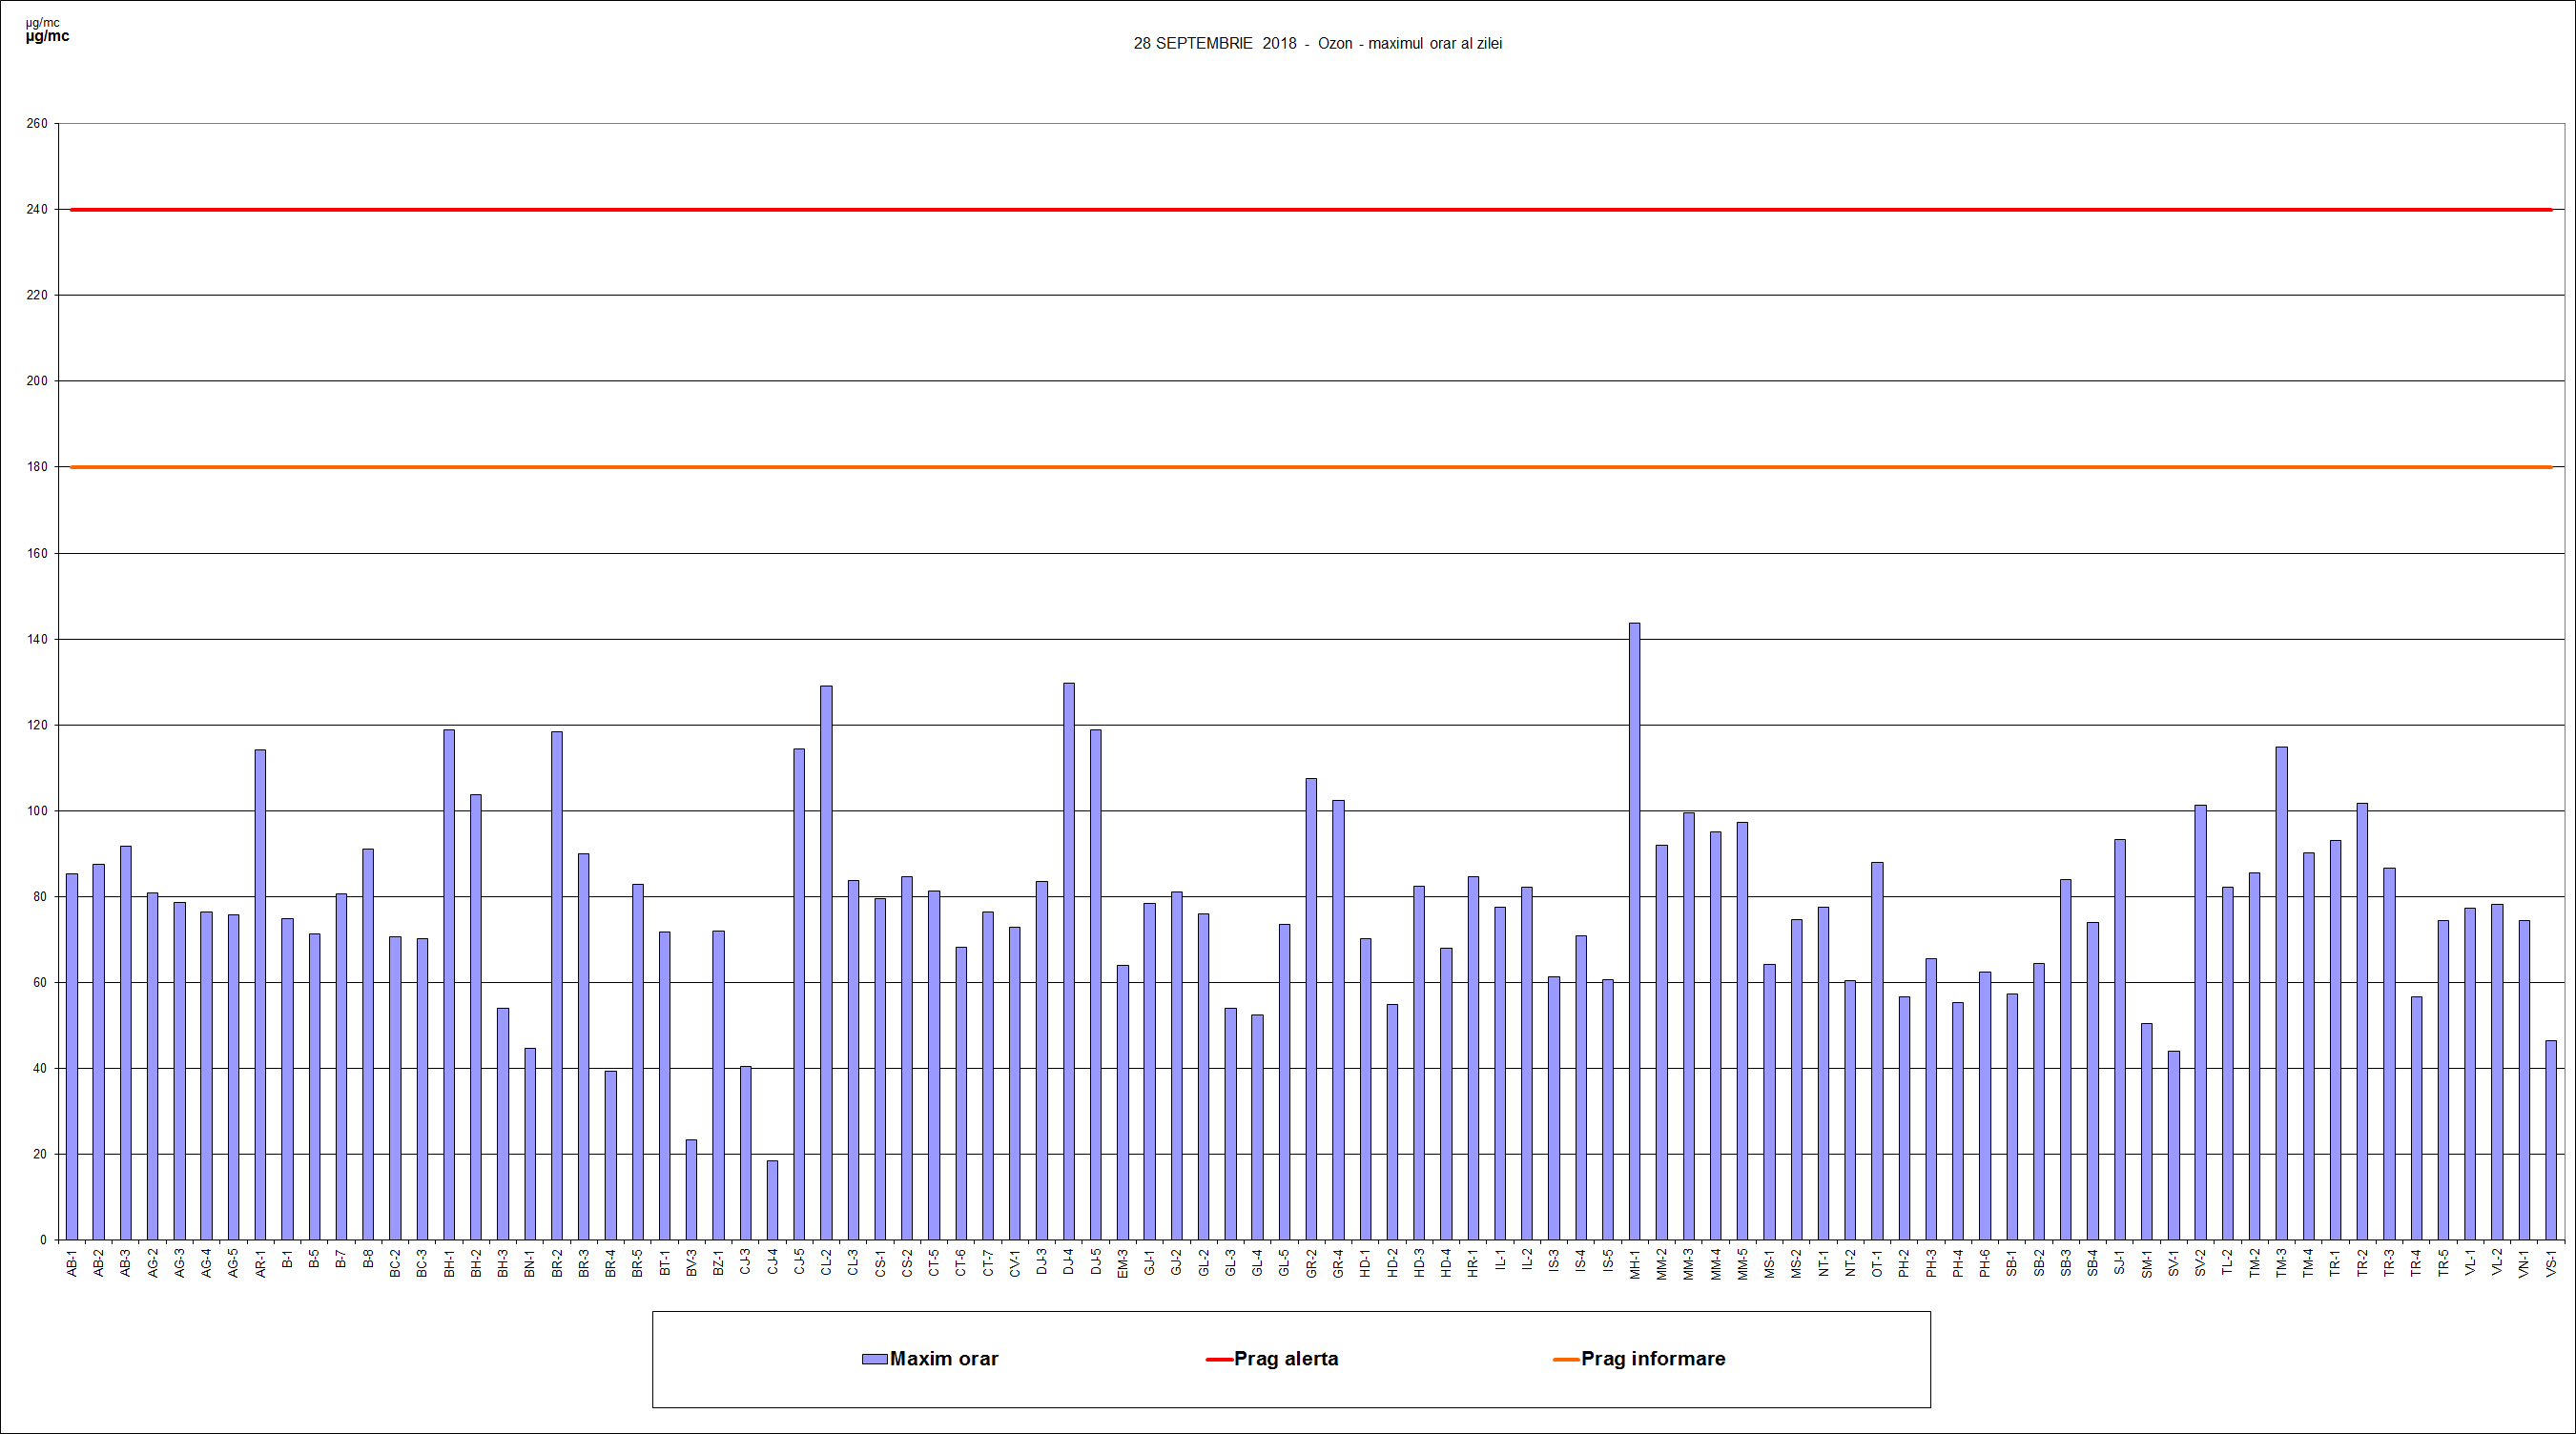 µg/mc
µg/mc
28 SEPTEMBRIE 2018 - Ozon - maximul orar al zilei
260
240
220
200
180
160
140
120
100
80
60
40
20
0
AB-1 AB-2 AB-3 AG-2 AG-3 AG-4 AG-5 AR-1 B-1 B-5 B-7 B-8 BC-2 BC-3 BH-1 BH-2 BH-3 BN-1 BR-2 BR-3 BR-4 BR-5 BT-1 BV-3 BZ-1 CJ-3 CJ-4 CJ-5 CL-2 CL-3 CS-1 CS-2 CT-5 CT-6 CT-7 CV-1 DJ-3 DJ-4 DJ-5 EM-3 GJ-1 GJ-2 GL-2 GL-3 GL-4 GL-5 GR-2 GR-4 HD-1 HD-2 HD-3 HD-4 HR-1 IL-1 IL-2 IS-3 IS-4 IS-5 MH-1 MM-2 MM-3 MM-4 MM-5 MS-1 MS-2 NT-1 NT-2 OT-1 PH-2 PH-3 PH-4 PH-6 SB-1 SB-2 SB-3 SB-4 SJ-1 SM-1 SV-1 SV-2 TL-2 TM-2 TM-3 TM-4 TR-1 TR-2 TR-3 TR-4 TR-5 VL-1 VL-2 VN-1 VS-1
Maxim orar Prag alerta Prag informare